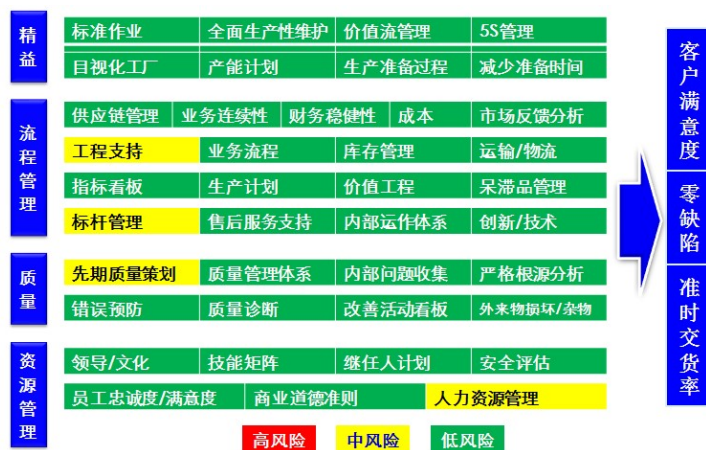 精益
标准作业 全面生产性维护 价值流管理 5S管理
目视化工厂 产能计划 生产准备过程 减少准备时间
流程管理
供应链管理 业务连续性 财务稳健性 成本 市场反馈分析
工程支持 业务流程 库存管理 运输/物流
指标看板 生产计划 价值工程 呆滞品管理
标杆管理 售后服务支持 内部运作体系 创新/技术
质量
先期质量策划 质量管理体系 内部问题收集 严格根源分析
错误预防 质量诊断 改善活动看板 外来物损坏/杂物
资源管理
领导/文化 技能矩阵 继任人计划 安全评估
员工忠诚度/满意度 商业道德准则 人力资源管理
高风险 中风险 低风险
客户满意度
零缺陷
准时交货率